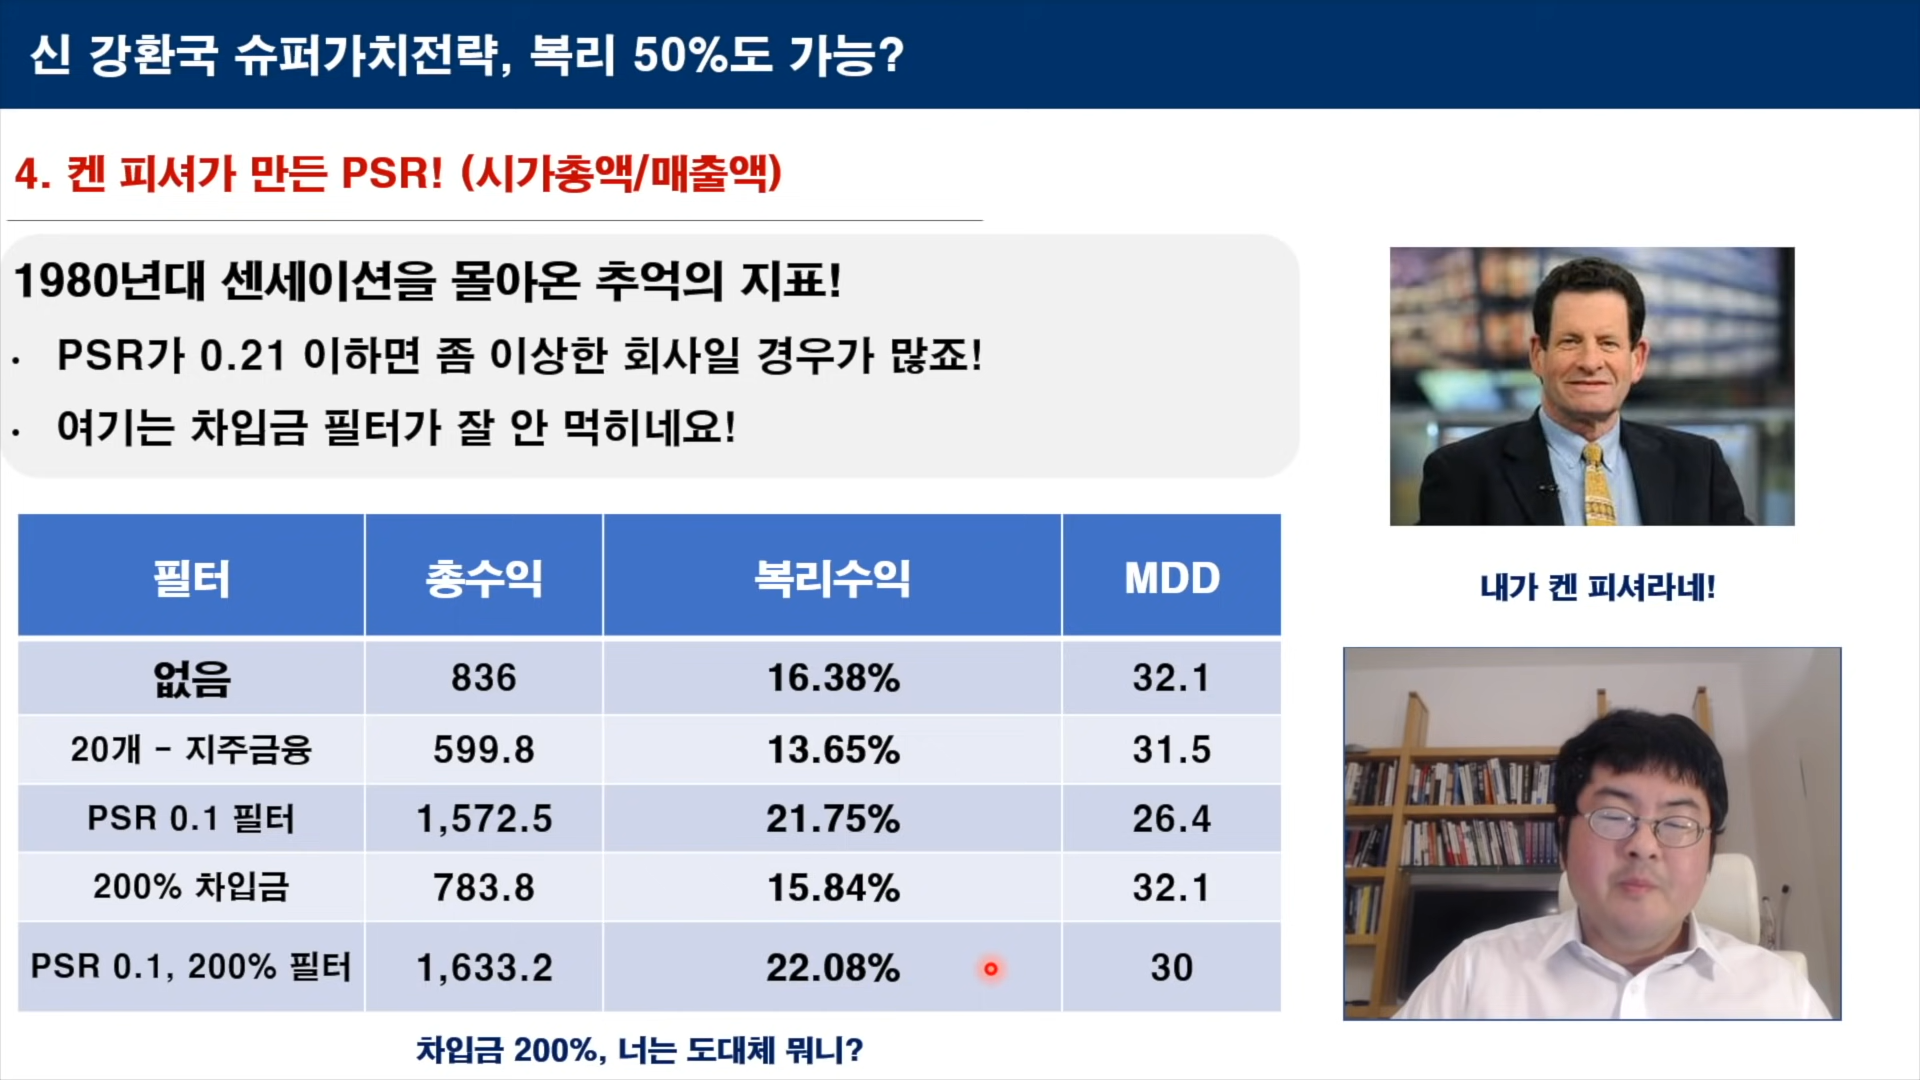 신 강환국 슈퍼가치전략, 복리 50%도 가능?
4. 켄 피셔가 만든 PSR! (시가총액/매출액)
1980년대 센세이션을 몰아온 추억의 지표!
· PSR가 0.21 이하면 좀 이상한 회사일 경우가 많죠!
· 여기는 차입금 필터가 잘 안 먹히네요!
필터 총수익 복리수익 MDD
없음 836 16.38% 32.1
20개 - 지주금융 599.8 13.65% 31.5
PSR 0.1 필터 1,572.5 21.75% 26.4
200% 차입금 783.8 15.84% 32.1
PSR 0.1, 200% 필터 1,633.2 22.08% 30
차입금 200%, 너는 도대체 뭐니?
내가 켄 피셔라네!